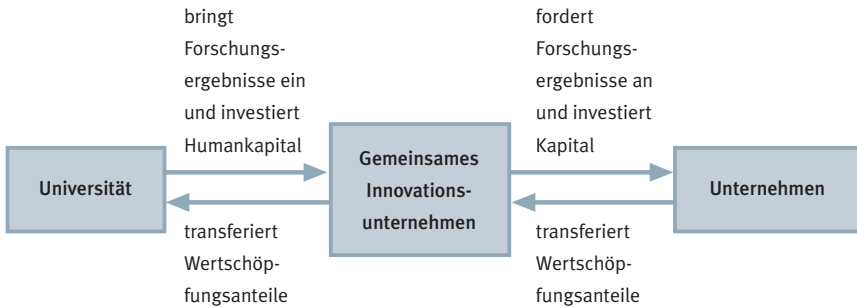 bringt
Forschungs-
ergebnisse ein
und investiert
Humankapital
fordert
Forschungs-
ergebnisse an
und investiert
Kapital
Universität
Gemeinsames
Innovations-
unternehmen
Unternehmen
transferiert
Wertschöp-
fungsanteile
transferiert
Wertschöp-
fungsanteile